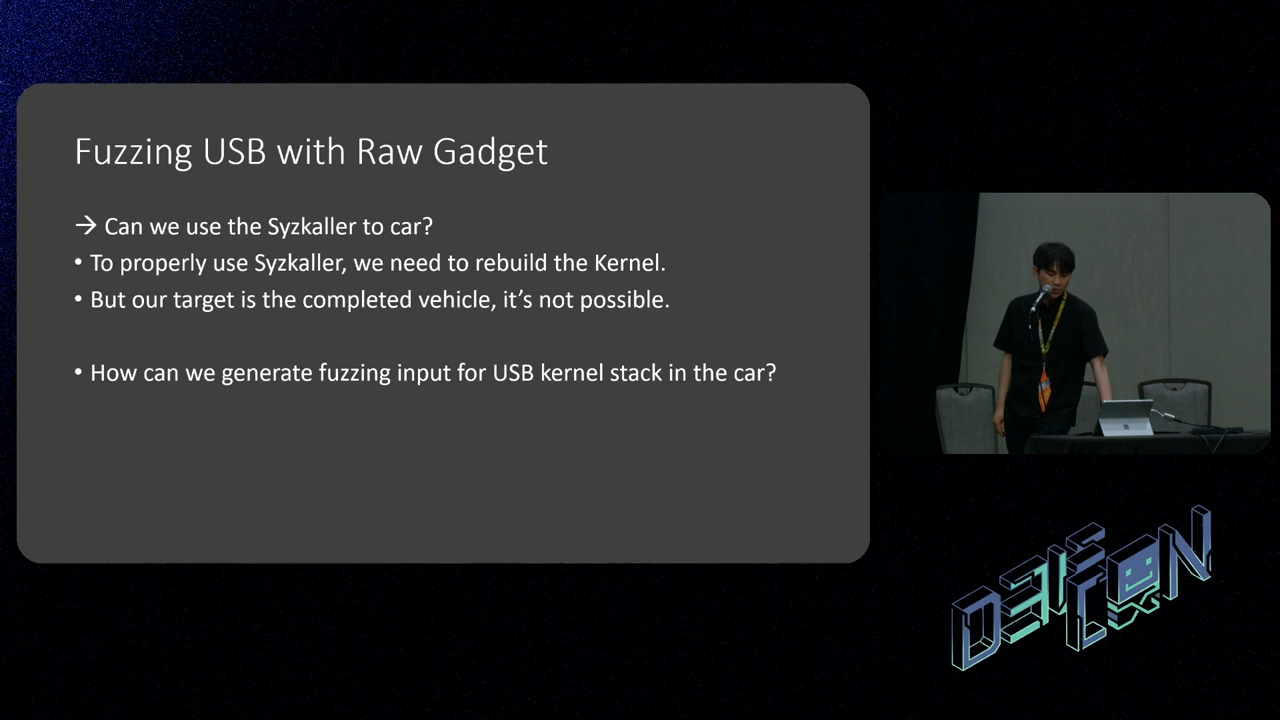 Fuzzing USB with Raw Gadget
→ Can we use the Syzkaller to car?
• To properly use Syzkaller, we need to rebuild the Kernel.
• But our target is the completed vehicle, it's not possible.
• How can we generate fuzzing input for USB kernel stack in the car?
DEF
CON